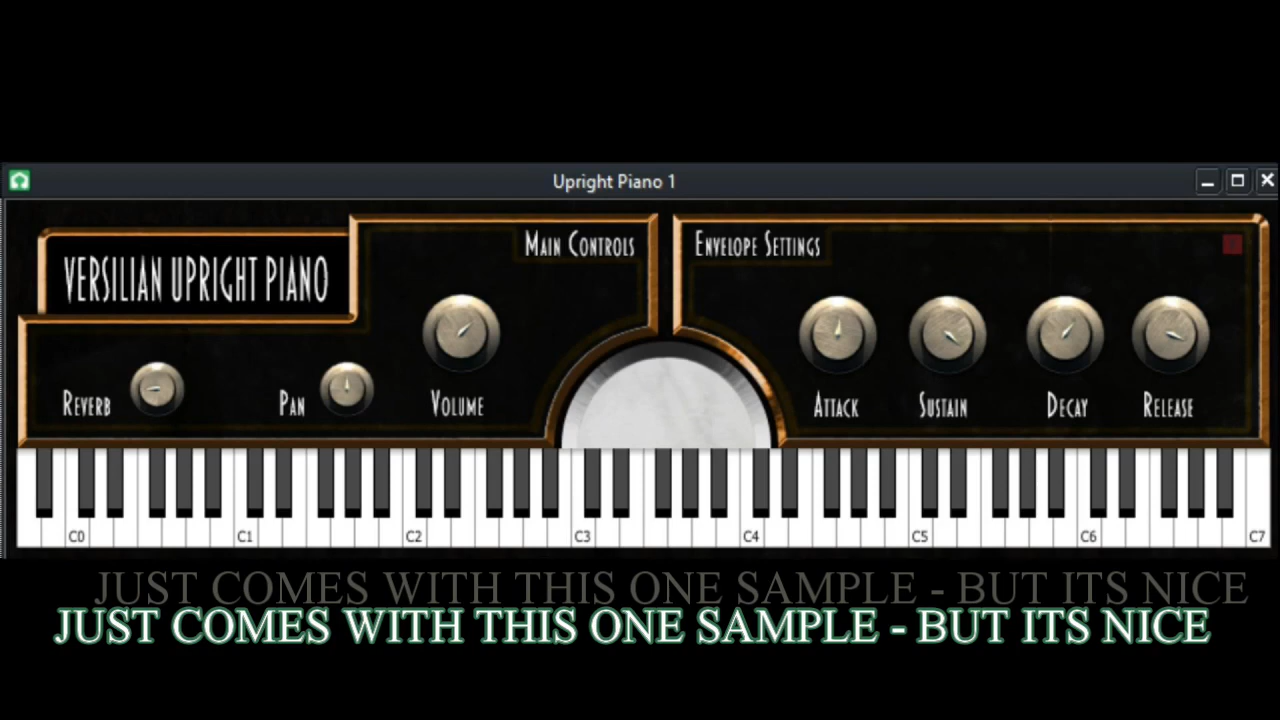 Upright Piano 1
VERSILIAN UPRIGHT PIANO
MAIN CONTROLS
ENVELOPE SETTINGS
REVERB
PAN
VOLUME
ATTACK
SUSTAIN
DECAY
RELEASE
C0 C1 C2 C3 C4 C5 C6 C7
JUST COMES WITH THIS ONE SAMPLE - BUT ITS NICE
JUST COMES WITH THIS ONE SAMPLE - BUT ITS NICE